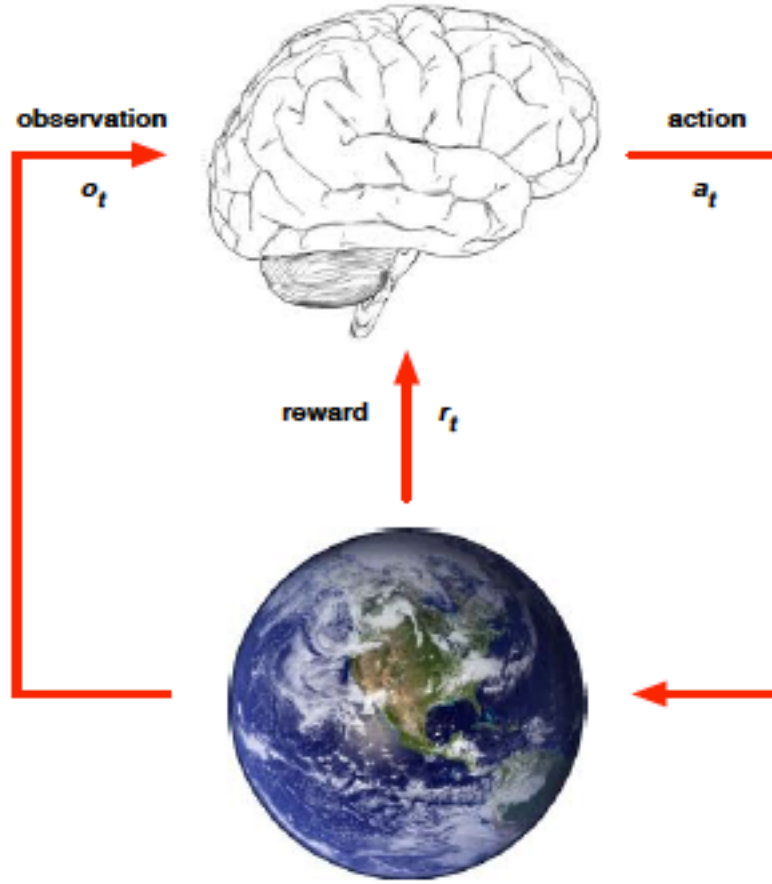 observation
o_t
action
a_t
reward r_t